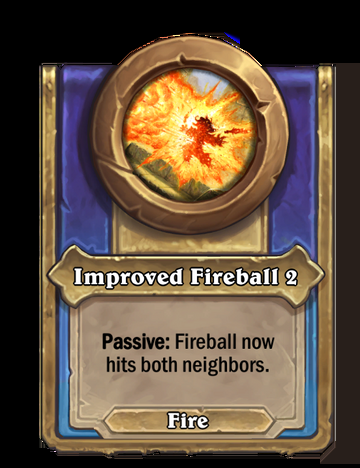 Improved Fireball 2
Passive: Fireball now
hits both neighbors.
Fire